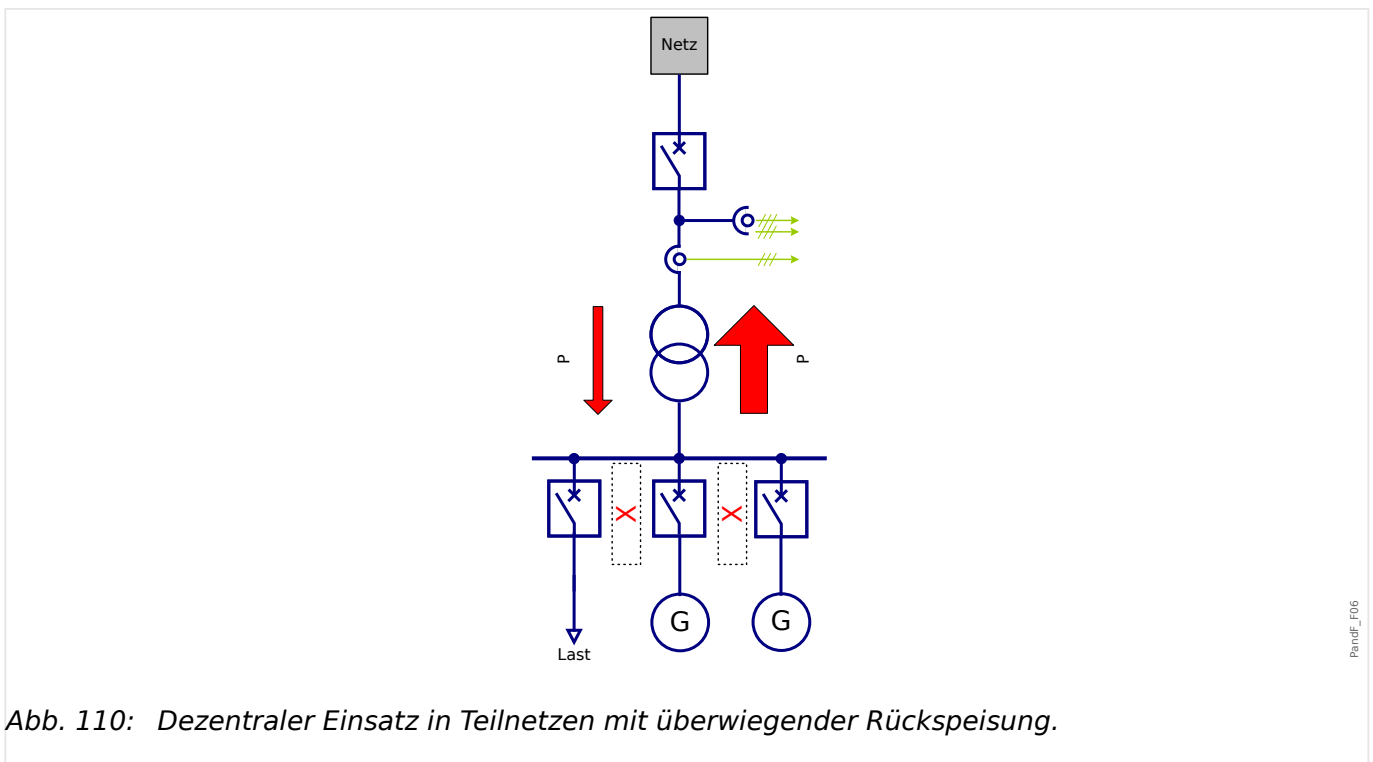 Netz
P
P
X
X
G
G
Last
PandF_F06
Abb. 110: Dezentraler Einsatz in Teilnetzen mit überwiegender Rückspeisung.